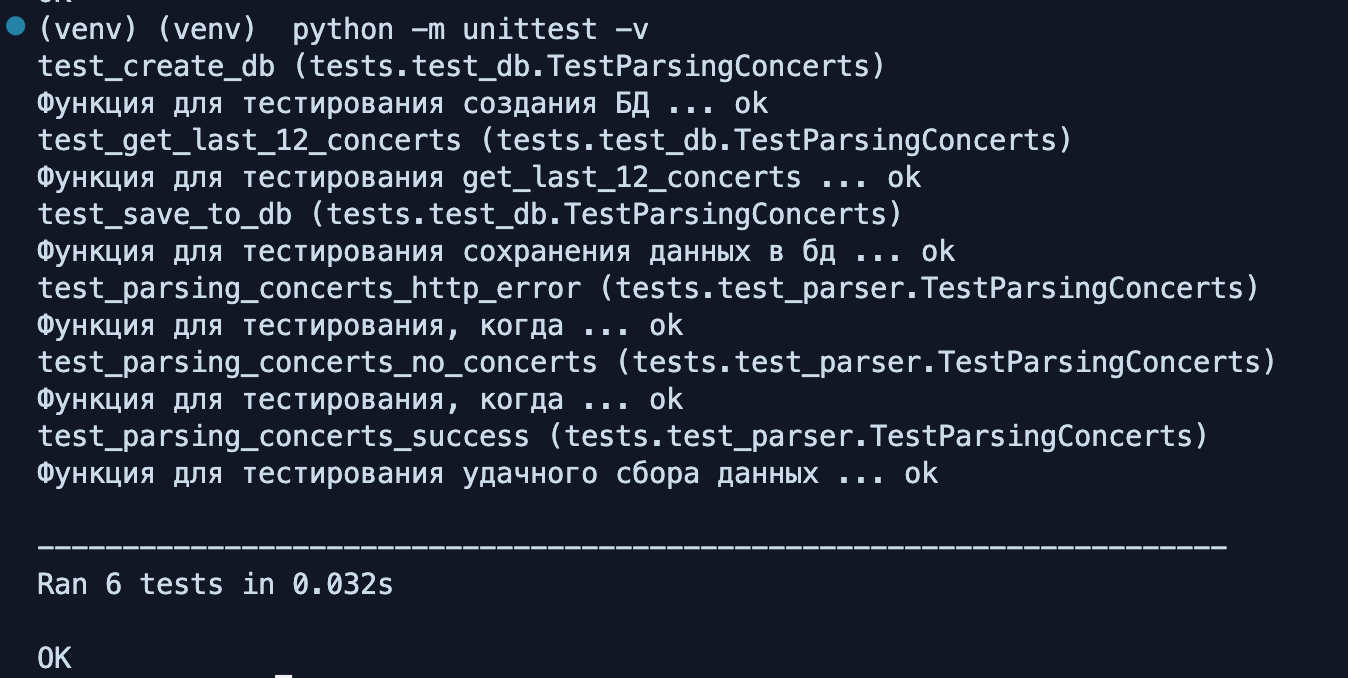 OK
(venv) (venv)  python -m unittest -v
test_create_db (tests.test_db.TestParsingConcerts)
Функция для тестирования создания БД ... ok
test_get_last_12_concerts (tests.test_db.TestParsingConcerts)
Функция для тестирования get_last_12_concerts ... ok
test_save_to_db (tests.test_db.TestParsingConcerts)
Функция для тестирования сохранения данных в бд ... ok
test_parsing_concerts_http_error (tests.test_parser.TestParsingConcerts)
Функция для тестирования, когда ... ok
test_parsing_concerts_no_concerts (tests.test_parser.TestParsingConcerts)
Функция для тестирования, когда ... ok
test_parsing_concerts_success (tests.test_parser.TestParsingConcerts)
Функция для тестирования удачного сбора данных ... ok
----------------------------------------------------------------------
Ran 6 tests in 0.032s
OK